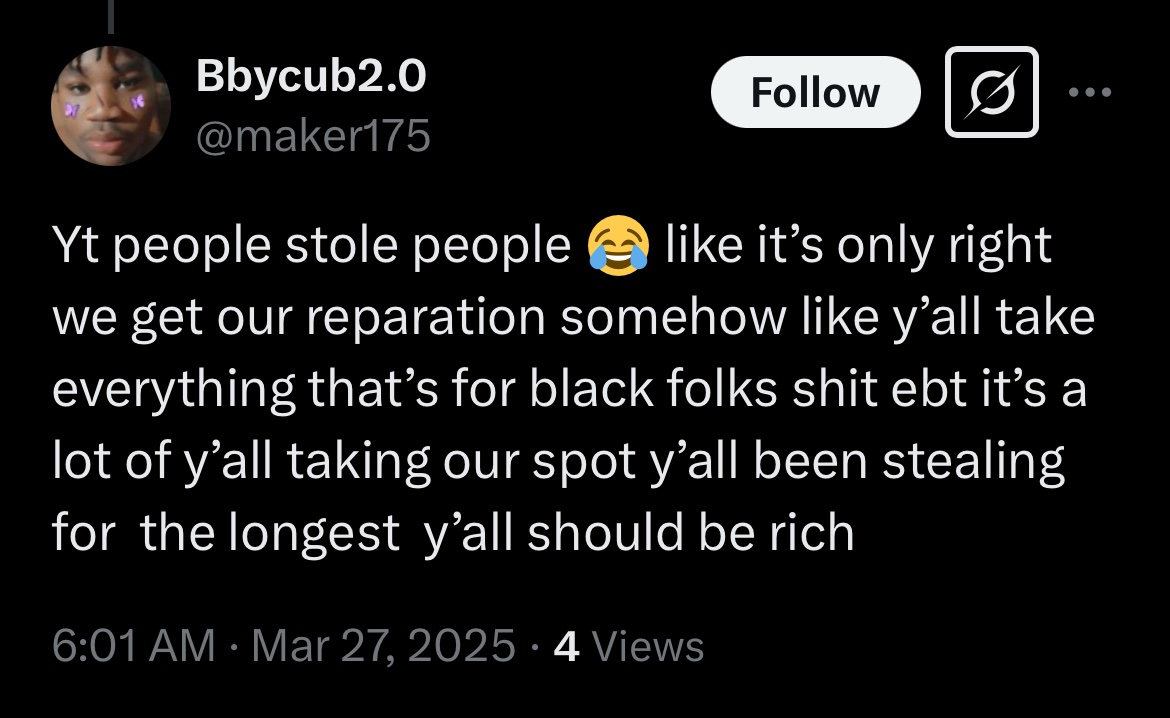 Bbycub2.0
@maker175
Follow
Yt people stole people 😂 like it's only right
we get our reparation somehow like y'all take
everything that's for black folks shit ebt it's a
lot of y'all taking our spot y'all been stealing
for  the longest  y'all should be rich
6:01 AM · Mar 27, 2025 · 4 Views